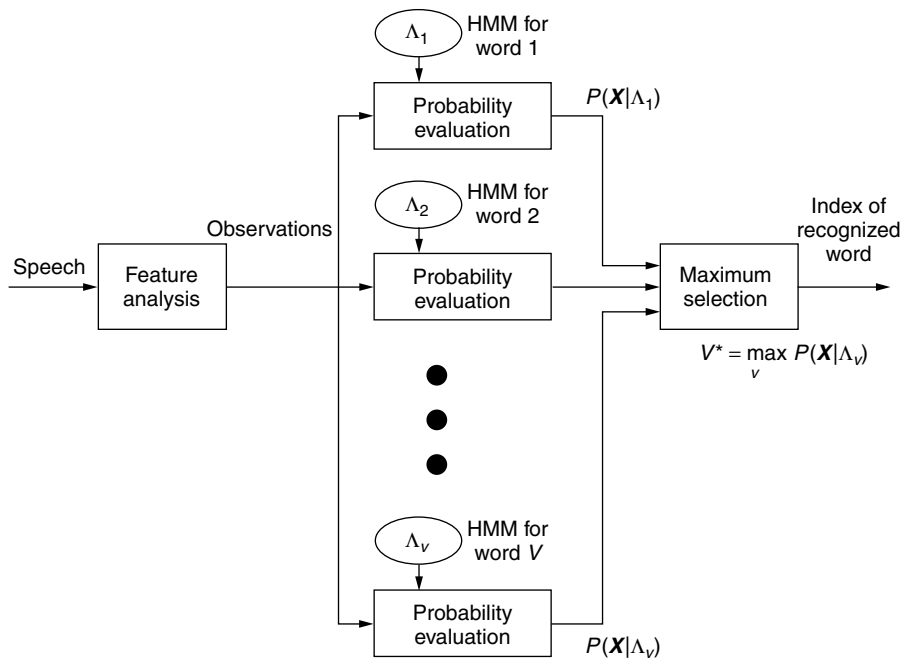 Λ1
HMM for
word 1
Probability
evaluation
P(X|Λ1)
Λ2
HMM for
word 2
Observations
Speech
Feature
analysis
Probability
evaluation
Maximum
selection
Index of
recognized
word
V* = max P(X|Λv)
v
Λv
HMM for
word V
Probability
evaluation
P(X|Λv)